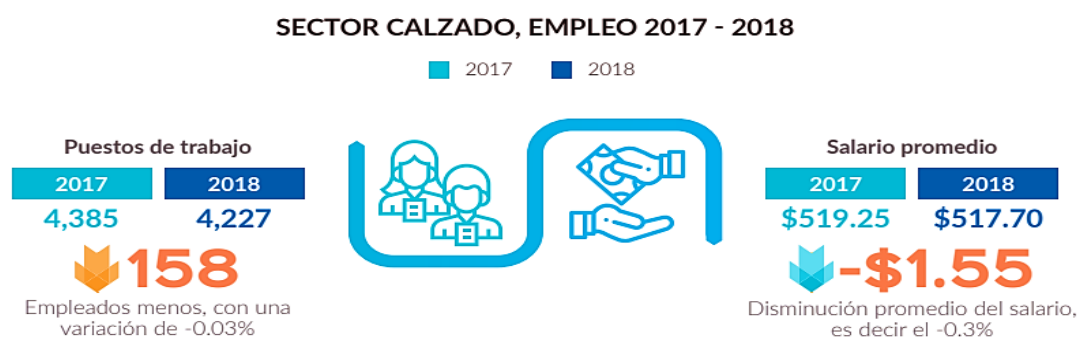 SECTOR CALZADO, EMPLEO 2017 - 2018
2017 2018
Puestos de trabajo
2017 2018
4,385 4,227
158
Empleados menos, con una
variación de -0.03%
Salario promedio
2017 2018
$519.25 $517.70
-$1.55
Disminución promedio del salario,
es decir el -0.3%